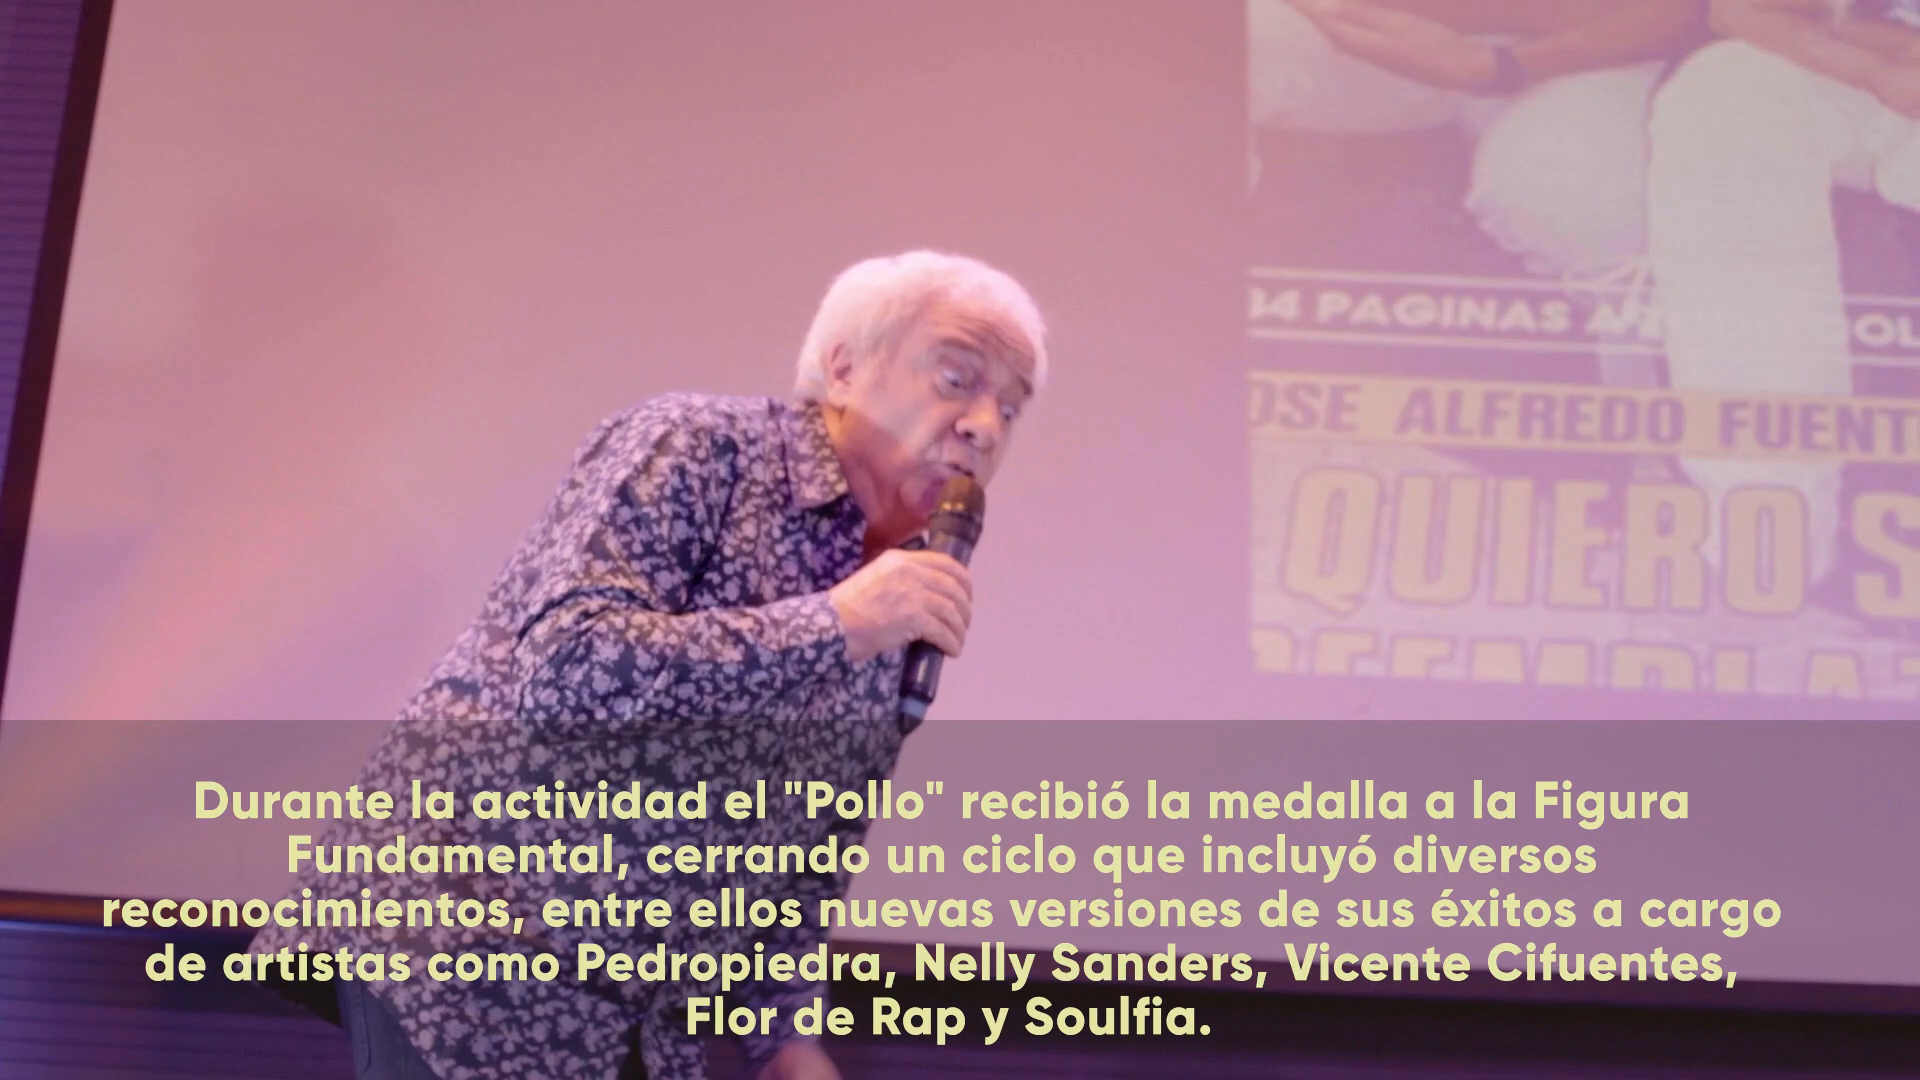 34 PAGINAS A
OSE ALFREDO FUENT
QUIERO S
Durante la actividad el "Pollo" recibió la medalla a la Figura
Fundamental, cerrando un ciclo que incluyó diversos
reconocimientos, entre ellos nuevas versiones de sus éxitos a cargo
de artistas como Pedropiedra, Nelly Sanders, Vicente Cifuentes,
Flor de Rap y Soulfia.